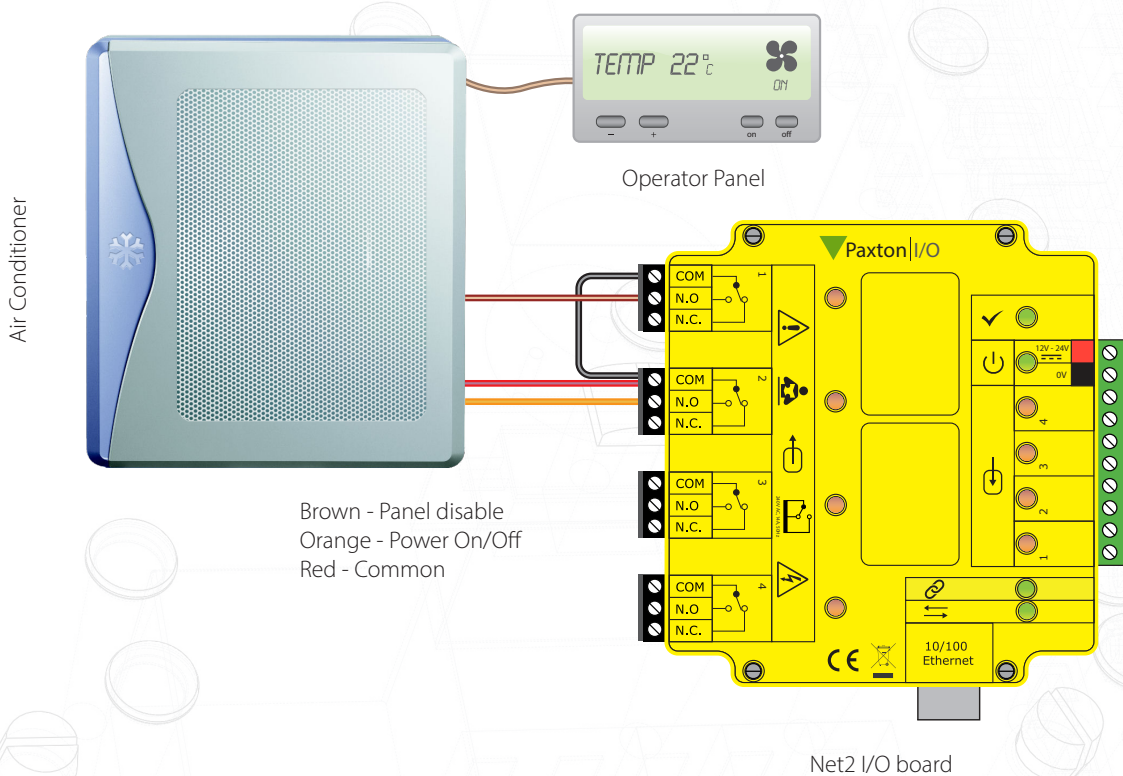 TEMP 22°C
ON
– +
on off
Operator Panel
Air Conditioner
Paxton|I/O
COM
N.O
N.C.
1
COM
N.O
N.C.
2
COM
N.O
N.C.
3
COM
N.O
N.C.
4
12V - 24V
0V
4
3
2
1
10/100
Ethernet
CE
Brown - Panel disable
Orange - Power On/Off
Red - Common
Net2 I/O board